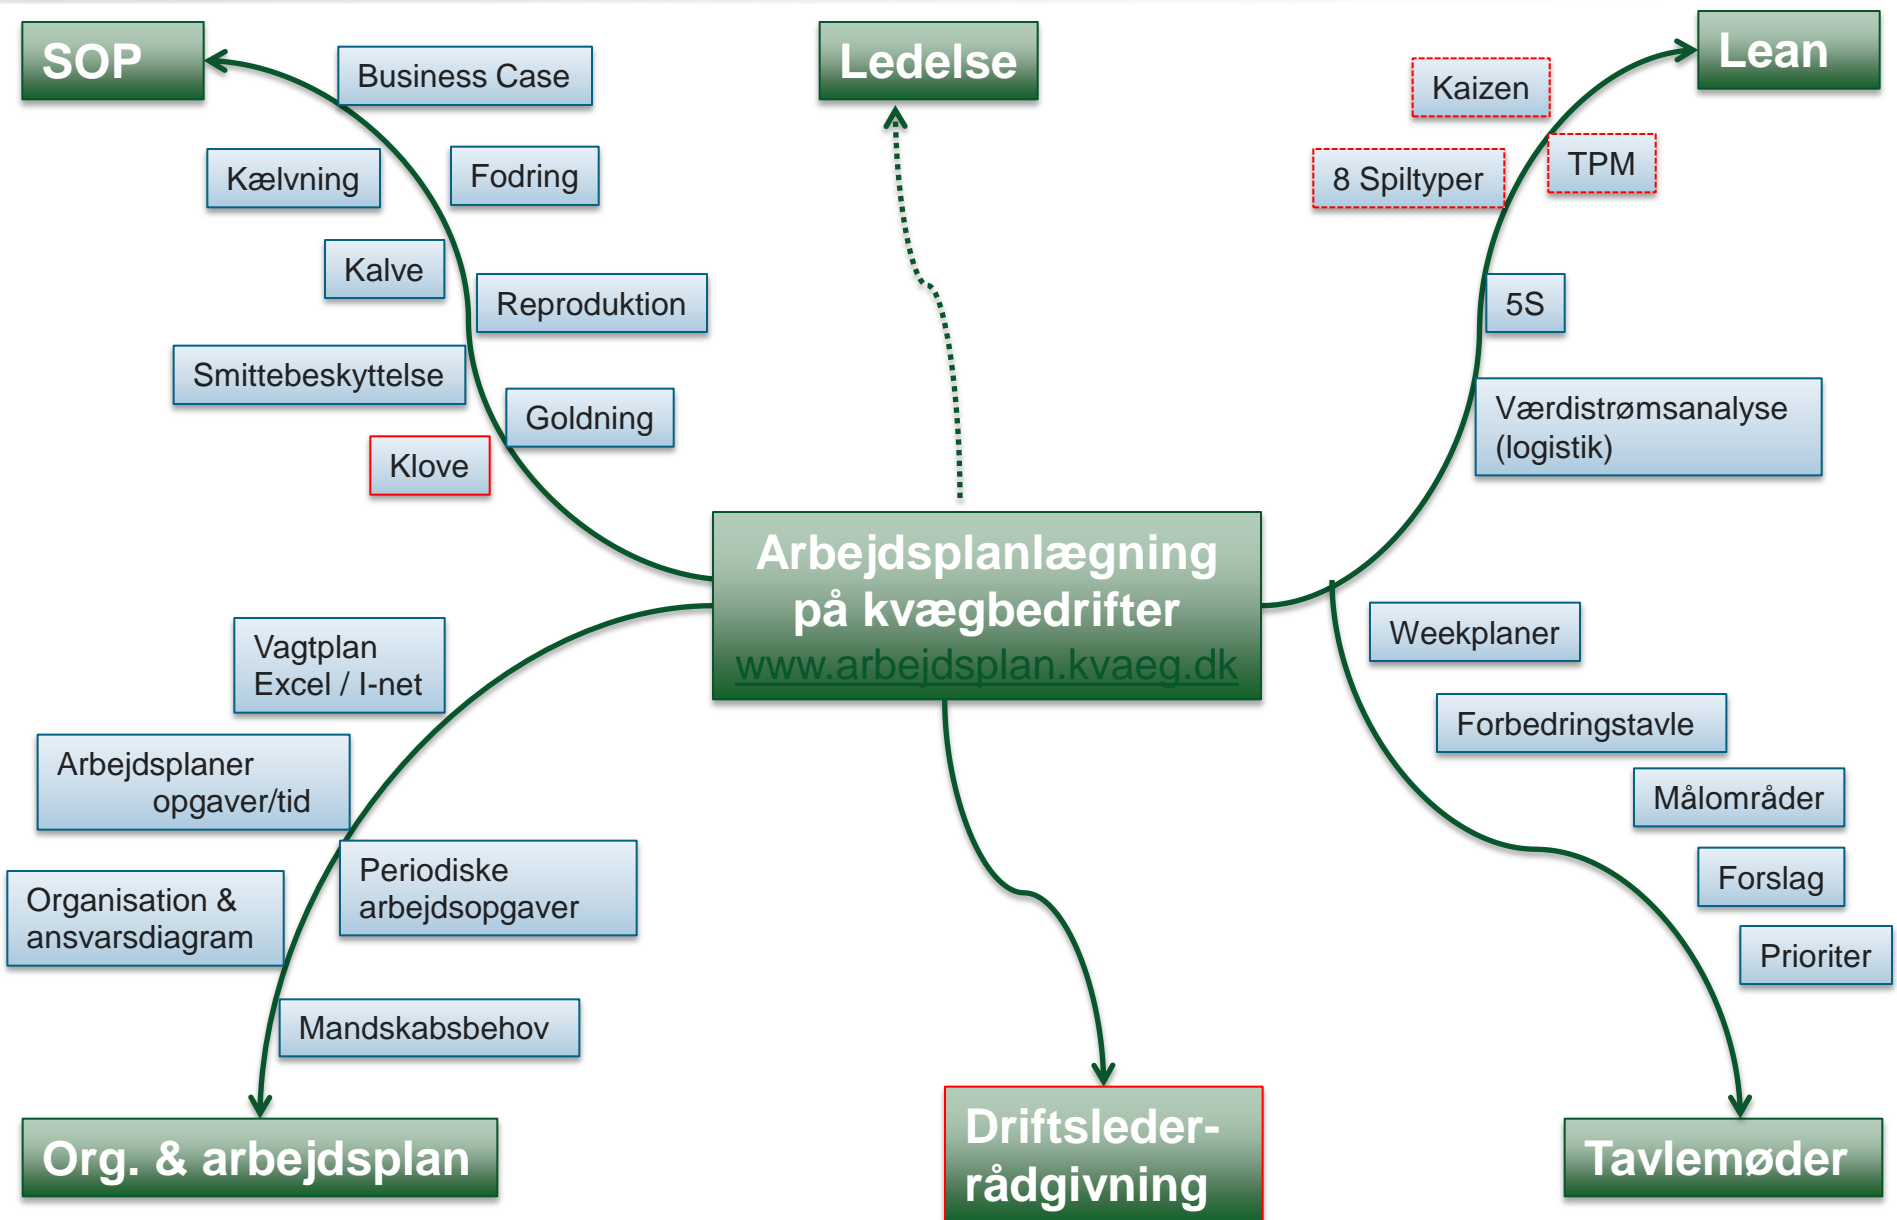 SOP
Business Case
Kælvning
Fodring
Kalve
Reproduktion
Smittebeskyttelse
Goldning
Klove
Ledelse
Lean
Kaizen
TPM
8 Spiltyper
5S
Værdistrømsanalyse
(logistik)
Arbejdsplanlægning
på kvægbedrifter
www.arbejdsplan.kvaeg.dk
Vagtplan
Excel / I-net
Arbejdsplaner
opgaver/tid
Periodiske
arbejdsopgaver
Organisation &
ansvarsdiagram
Mandskabsbehov
Org. & arbejdsplan
Driftsleder-
rådgivning
Weekplaner
Forbedringstavle
Målområder
Forslag
Prioriter
Tavlemøder